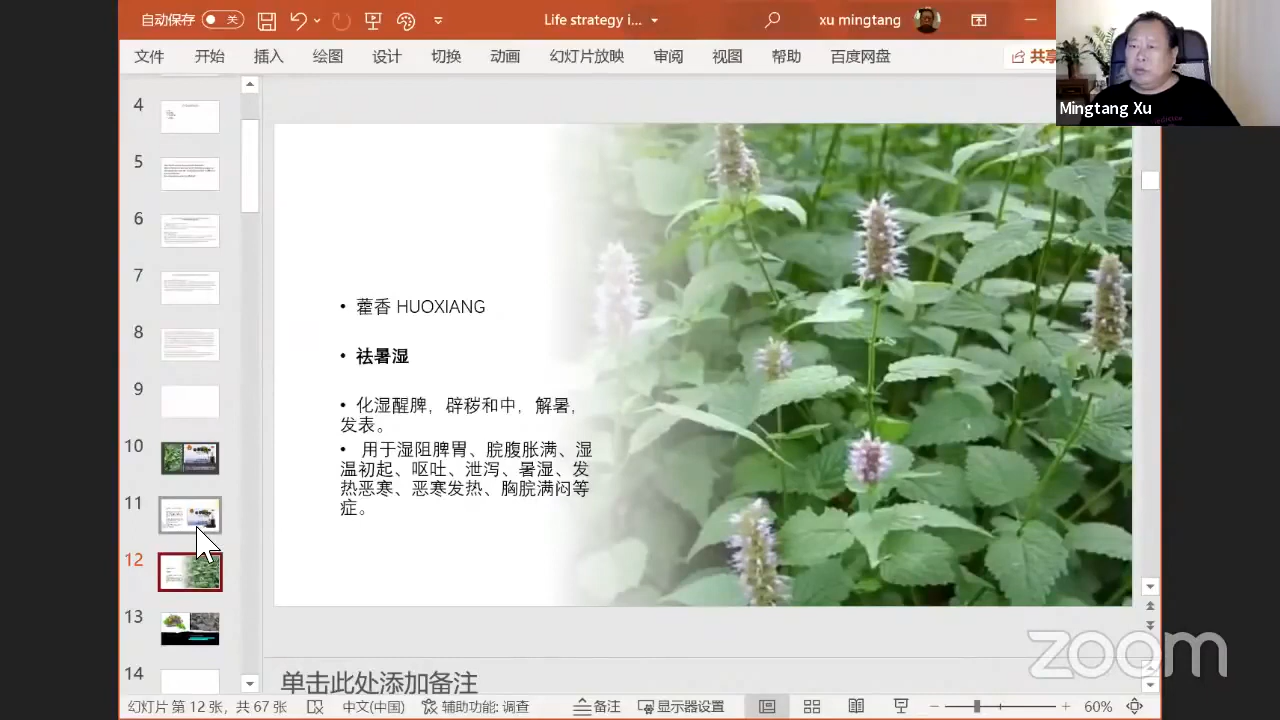 自动保存 关
Life strategy i...
xu mingtang
文件 开始 插入 绘图 设计 切换 动画 幻灯片放映 审阅 视图 帮助 百度网盘 共享
Mingtang Xu
4
5
6
7
8
9
10
11
12
13
14
• 藿香 HUOXIANG
• 祛暑湿
• 化湿醒脾，辟秽和中，解暑，
发表。
• 用于湿阻脾胃、脘腹胀满、湿
温初起、呕吐、泄泻、暑湿、发
热恶寒、恶寒发热、胸脘满闷等
症。
zoom
单击此处添加备注
幻灯片 第 12 张，共 67 张 中文(中国) 辅助功能: 调查 备注 显示器设置 60%